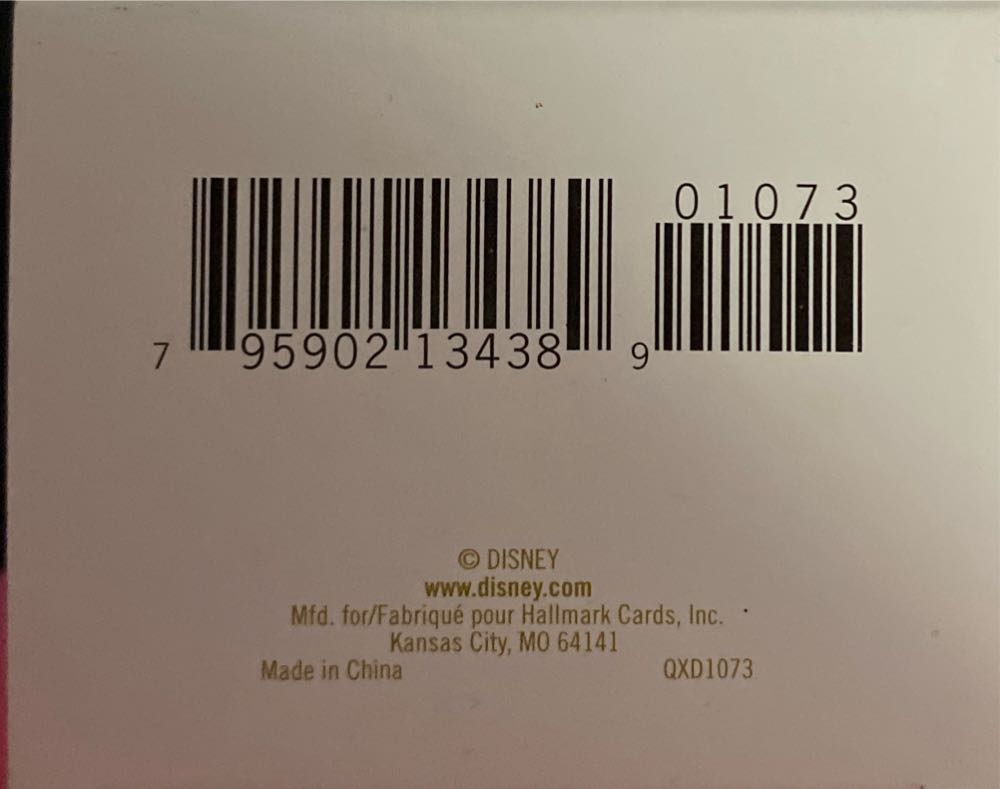 01073
7 95902 13438 9
© DISNEY
www.disney.com
Mfd. for/Fabriqué pour Hallmark Cards, Inc.
Kansas City, MO 64141
Made in China QXD1073